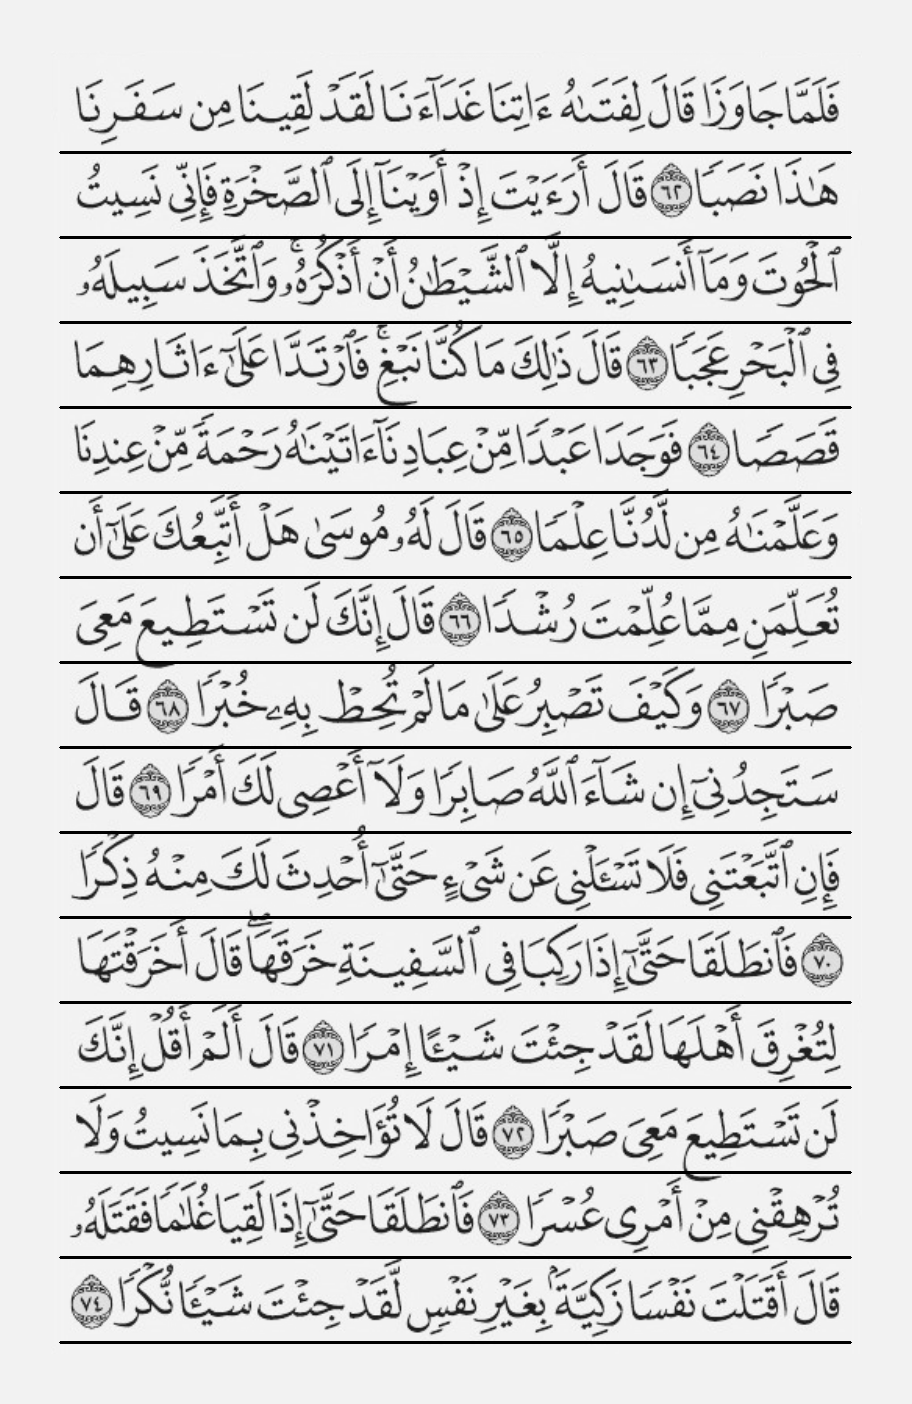 فَلَمَّا جَاوَزَا قَالَ لِفَتَىٰهُ ءَاتِنَا غَدَآءَنَا لَقَدْ لَقِينَا مِن سَفَرِنَا
هَـٰذَا نَصَبًا ٦٢ قَالَ أَرَءَيْتَ إِذْ أَوَيْنَآ إِلَى ٱلصَّخْرَةِ فَإِنِّى نَسِيتُ
ٱلْحُوتَ وَمَآ أَنسَىٰنِيهُ إِلَّا ٱلشَّيْطَـٰنُ أَنْ أَذْكُرَهُۥ ۚ وَٱتَّخَذَ سَبِيلَهُۥ
فِى ٱلْبَحْرِ عَجَبًا ٦٣ قَالَ ذَٰلِكَ مَا كُنَّا نَبْغِ ۚ فَٱرْتَدَّا عَلَىٰٓ ءَاثَارِهِمَا
قَصَصًا ٦٤ فَوَجَدَا عَبْدًا مِّنْ عِبَادِنَآ ءَاتَيْنَـٰهُ رَحْمَةً مِّنْ عِندِنَا
وَعَلَّمْنَـٰهُ مِن لَّدُنَّا عِلْمًا ٦٥ قَالَ لَهُۥ مُوسَىٰ هَلْ أَتَّبِعُكَ عَلَىٰٓ أَن
تُعَلِّمَنِ مِمَّا عُلِّمْتَ رُشْدًا ٦٦ قَالَ إِنَّكَ لَن تَسْتَطِيعَ مَعِىَ
صَبْرًا ٦٧ وَكَيْفَ تَصْبِرُ عَلَىٰ مَا لَمْ تُحِطْ بِهِۦ خُبْرًا ٦٨ قَالَ
سَتَجِدُنِىٓ إِن شَآءَ ٱللَّهُ صَابِرًا وَلَآ أَعْصِى لَكَ أَمْرًا ٦٩ قَالَ
فَإِنِ ٱتَّبَعْتَنِى فَلَا تَسْـَٔلْنِى عَن شَىْءٍ حَتَّىٰٓ أُحْدِثَ لَكَ مِنْهُ ذِكْرًا
٧٠ فَٱنطَلَقَا حَتَّىٰٓ إِذَا رَكِبَا فِى ٱلسَّفِينَةِ خَرَقَهَا ۖ قَالَ أَخَرَقْتَهَا
لِتُغْرِقَ أَهْلَهَا لَقَدْ جِئْتَ شَيْـًٔا إِمْرًا ٧١ قَالَ أَلَمْ أَقُلْ إِنَّكَ
لَن تَسْتَطِيعَ مَعِىَ صَبْرًا ٧٢ قَالَ لَا تُؤَاخِذْنِى بِمَا نَسِيتُ وَلَا
تُرْهِقْنِى مِنْ أَمْرِى عُسْرًا ٧٣ فَٱنطَلَقَا حَتَّىٰٓ إِذَا لَقِيَا غُلَـٰمًا فَقَتَلَهُۥ
قَالَ أَقَتَلْتَ نَفْسًا زَكِيَّةًۢ بِغَيْرِ نَفْسٍ لَّقَدْ جِئْتَ شَيْـًٔا نُّكْرًا ٧٤